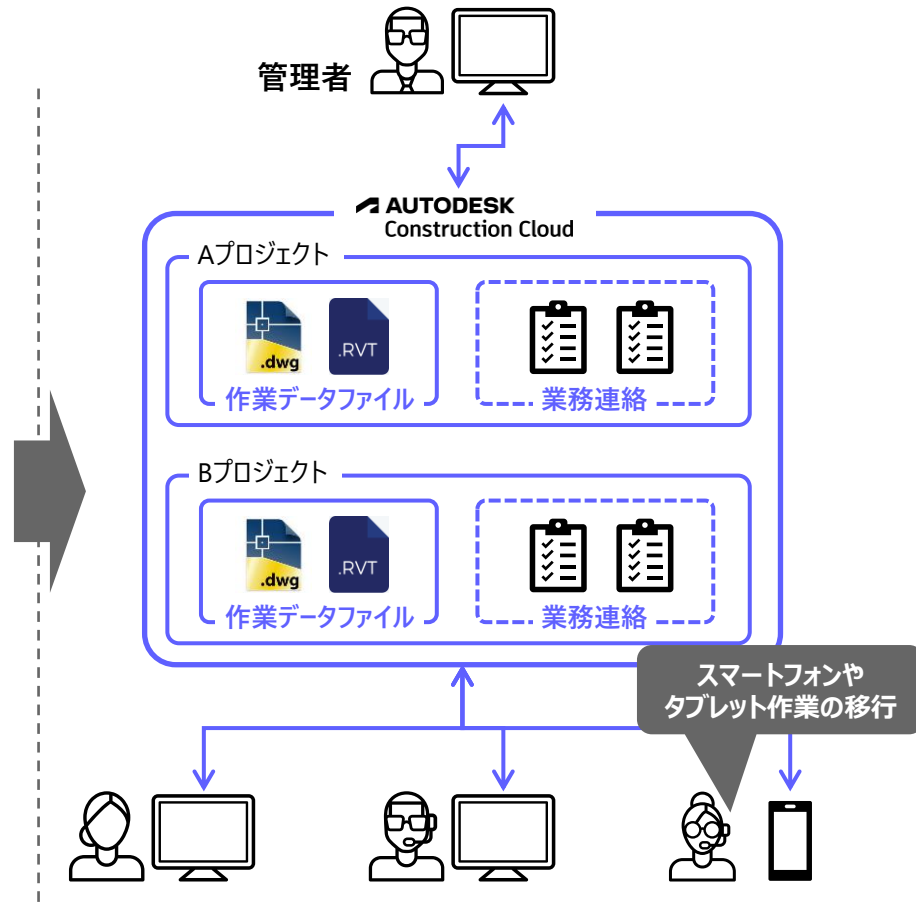 管理者
AUTODESK
Construction Cloud
Aプロジェクト
.dwg
.RVT
作業データファイル
業務連絡
Bプロジェクト
.dwg
.RVT
作業データファイル
業務連絡
スマートフォンや
タブレット作業の移行